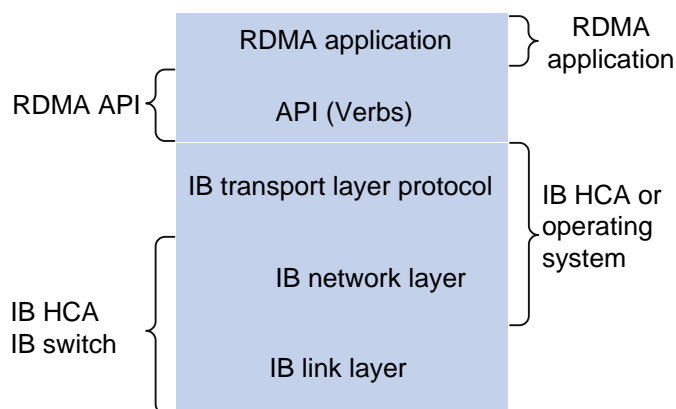 RDMA application
RDMA
application
RDMA API
API (Verbs)
IB transport layer protocol
IB HCA or
operating
system
IB network layer
IB HCA
IB switch
IB link layer